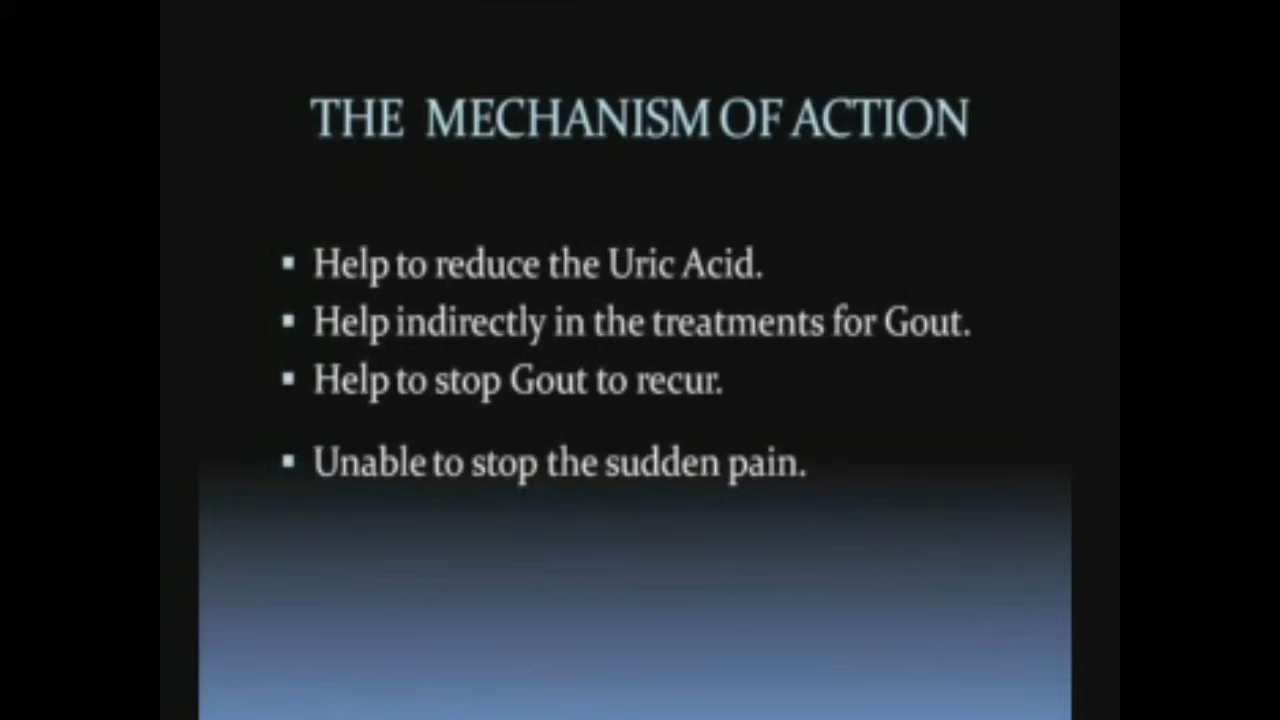 THE MECHANISM OF ACTION
▪ Help to reduce the Uric Acid.
▪ Help indirectly in the treatments for Gout.
▪ Help to stop Gout to recur.
▪ Unable to stop the sudden pain.